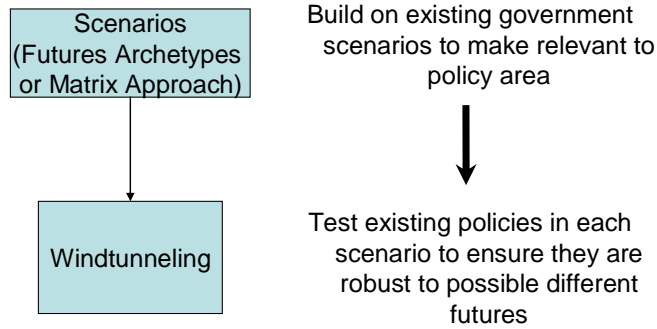 Scenarios
(Futures Archetypes
or Matrix Approach)
Build on existing government
scenarios to make relevant to
policy area
Windtunneling
Test existing policies in each
scenario to ensure they are
robust to possible different
futures